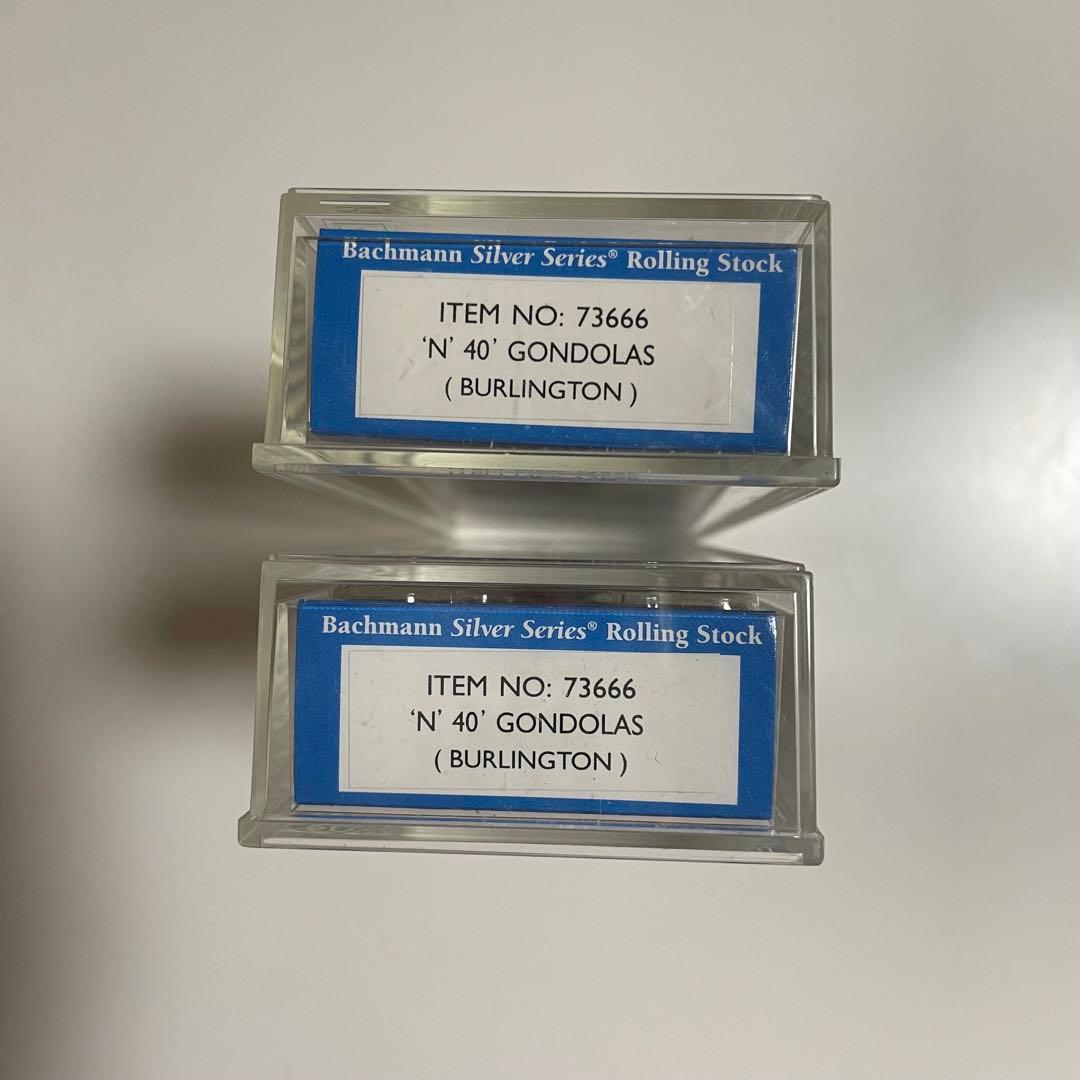 Bachmann Silver Series® Rolling Stock
ITEM NO: 73666
‘N’ 40’ GONDOLAS
( BURLINGTON )
Bachmann Silver Series® Rolling Stock
ITEM NO: 73666
‘N’ 40’ GONDOLAS
( BURLINGTON )